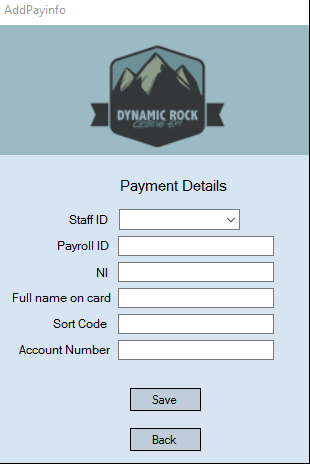 AddPayinfo
DYNAMIC ROCK
Payment Details
Staff ID
Payroll ID
NI
Full name on card
Sort Code
Account Number
Save
Back